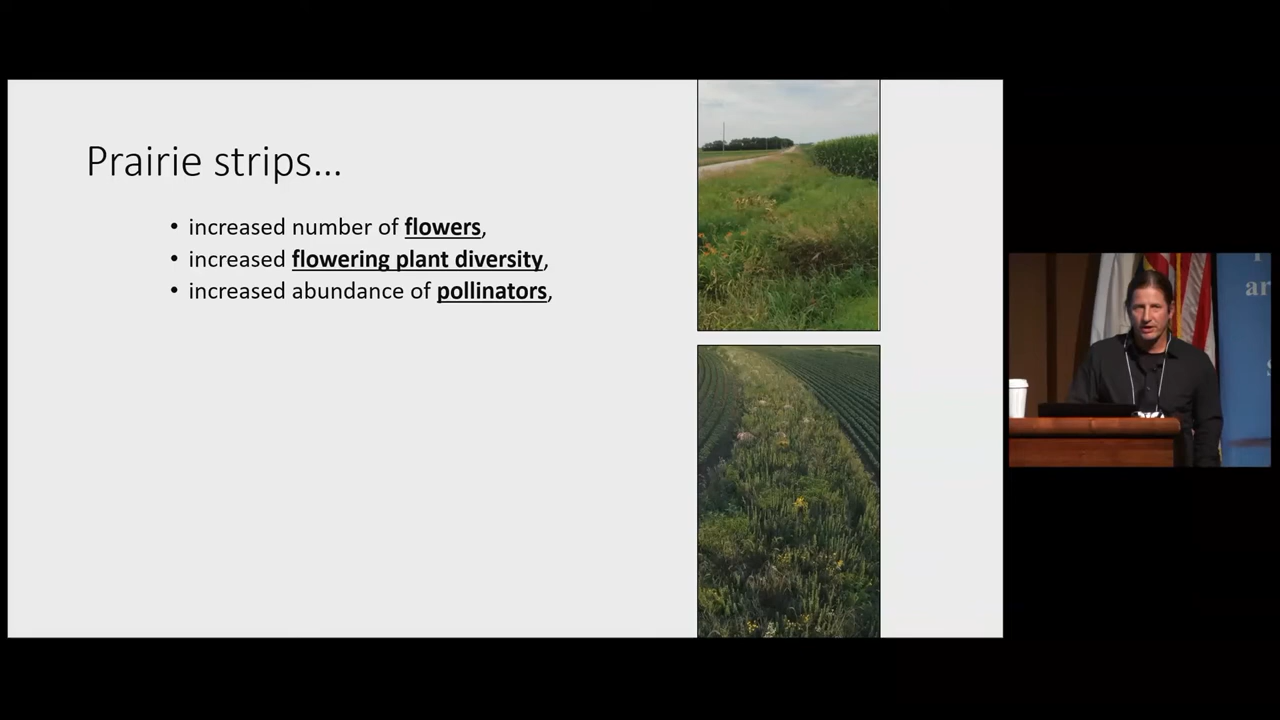 Prairie strips...
• increased number of flowers,
• increased flowering plant diversity,
• increased abundance of pollinators,